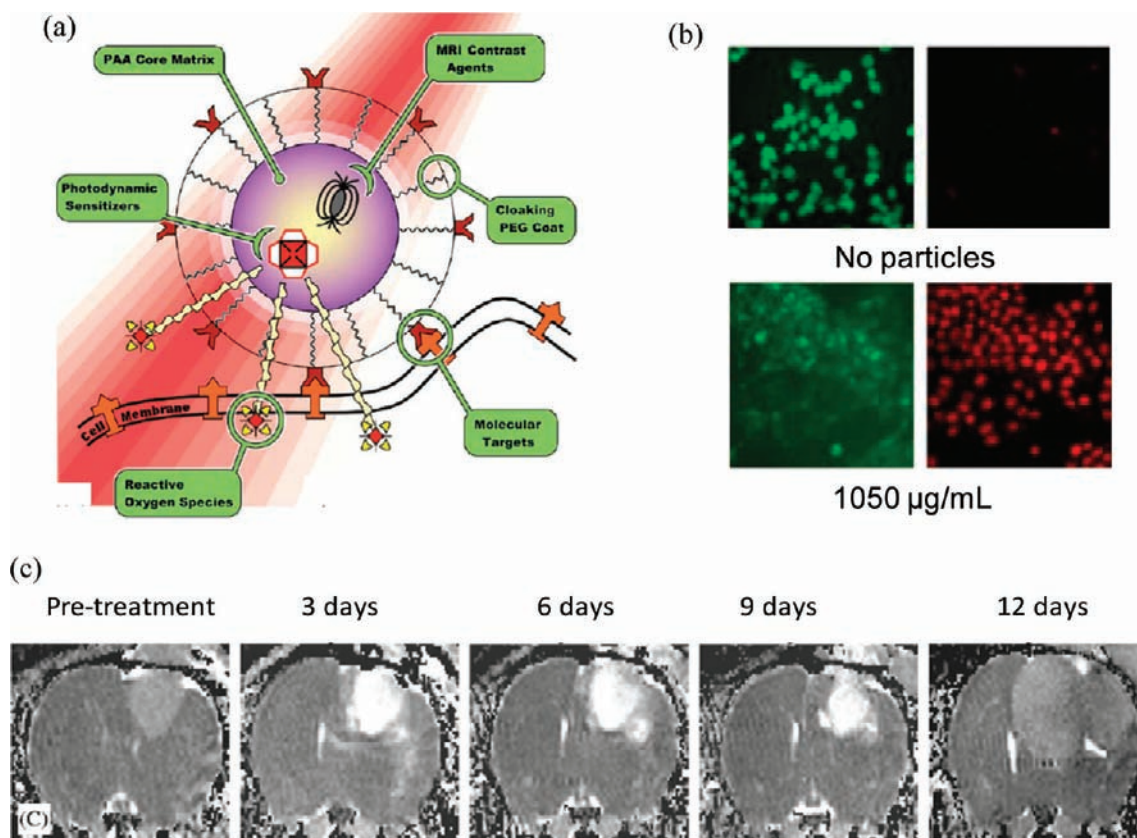 (a)
PAA Core Matrix
MRI Contrast
Agents
Photodynamic
Sensitizers
Cloaking
PEG Coat
Cell Membrane
Molecular
Targets
Reactive
Oxygen Species
(b)
No particles
1050 µg/mL
(c)
Pre-treatment 3 days 6 days 9 days 12 days
(C)